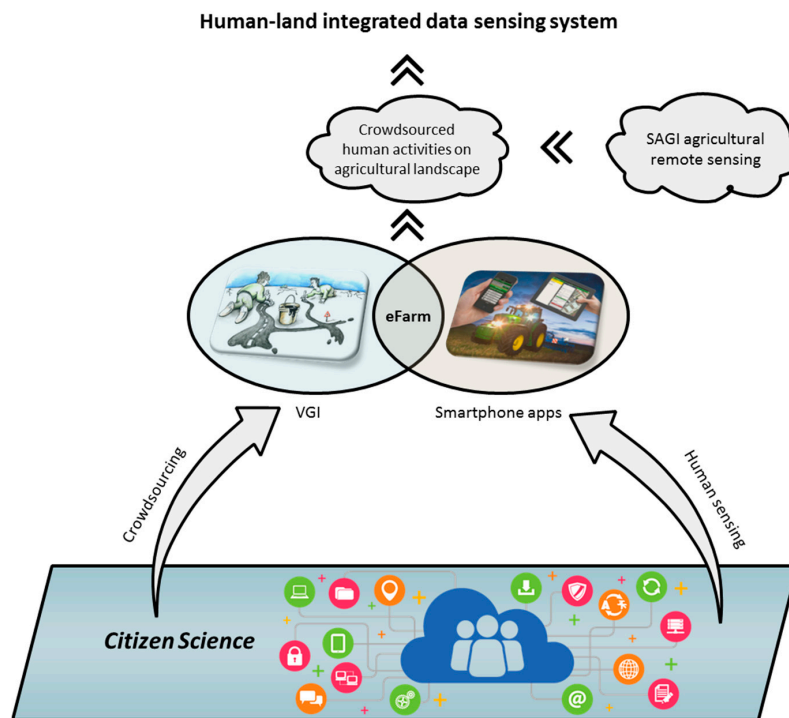 Human-land integrated data sensing system
Crowdsourced
human activities on
agricultural landscape
SAGI agricultural
remote sensing
eFarm
VGI
Smartphone apps
Crowdsourcing
Human sensing
Citizen Science
@